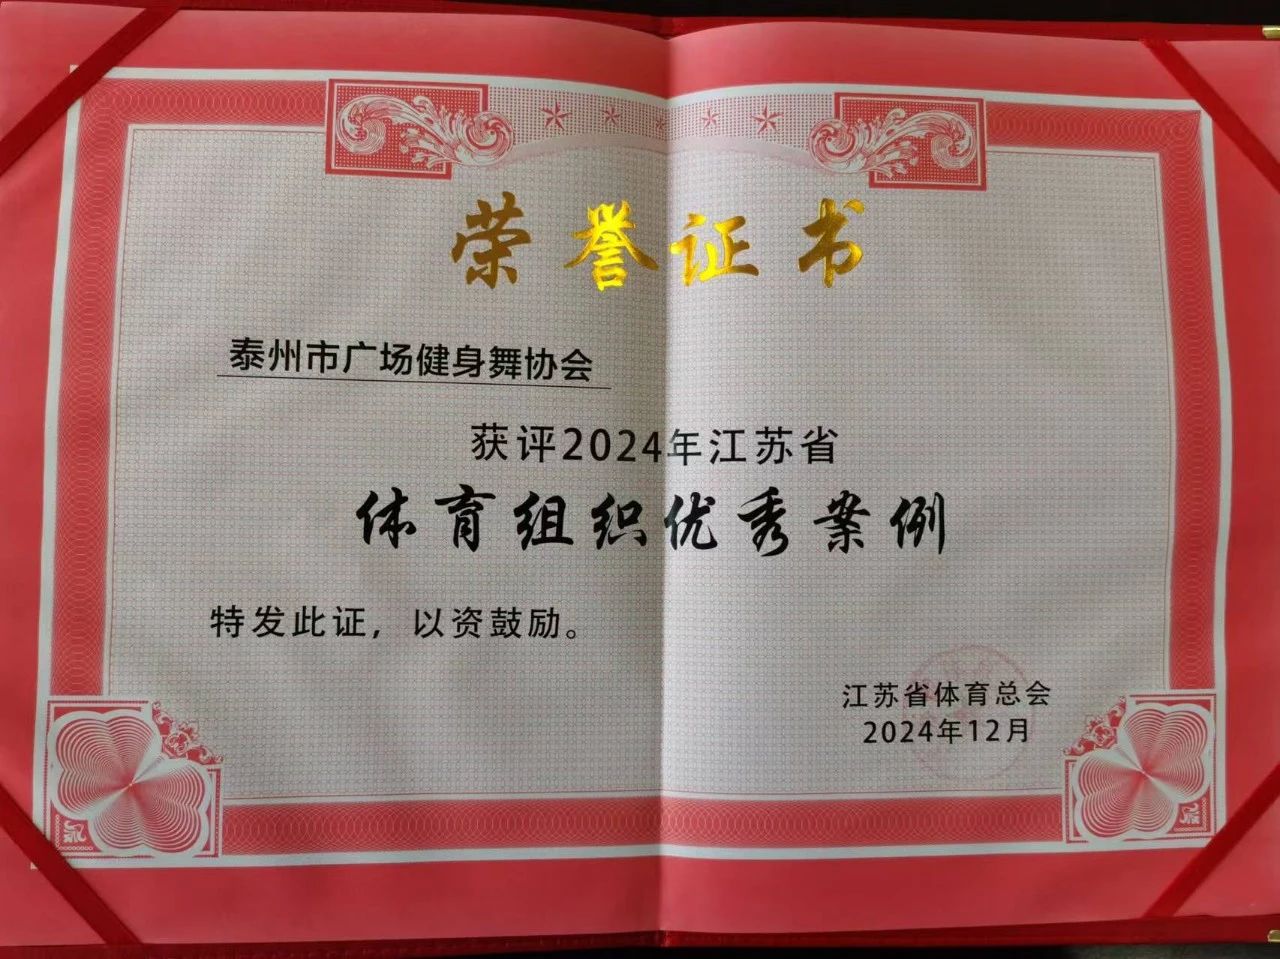 荣誉证书
泰州市广场健身舞协会
获评2024年江苏省
体育组织优秀案例
特发此证，以资鼓励。
江苏省体育总会
2024年12月